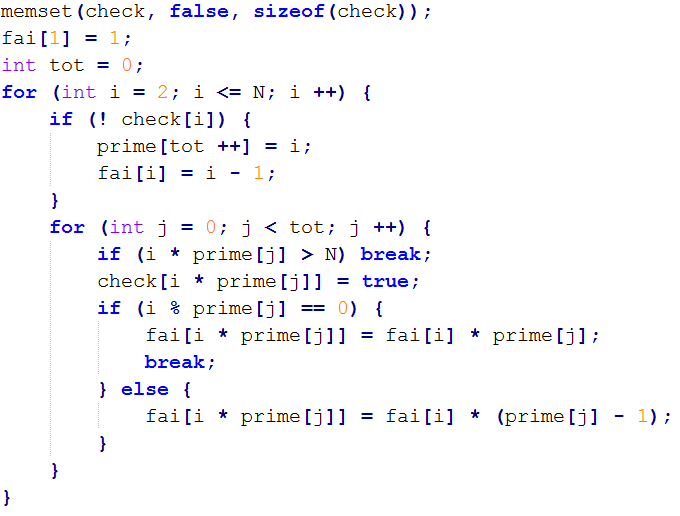 memset(check, false, sizeof(check));
fai[1] = 1;
int tot = 0;
for (int i = 2; i <= N; i ++) {
    if (! check[i]) {
        prime[tot ++] = i;
        fai[i] = i - 1;
    }
    for (int j = 0; j < tot; j ++) {
        if (i * prime[j] > N) break;
        check[i * prime[j]] = true;
        if (i % prime[j] == 0) {
            fai[i * prime[j]] = fai[i] * prime[j];
            break;
        } else {
            fai[i * prime[j]] = fai[i] * (prime[j] - 1);
        }
    }
}